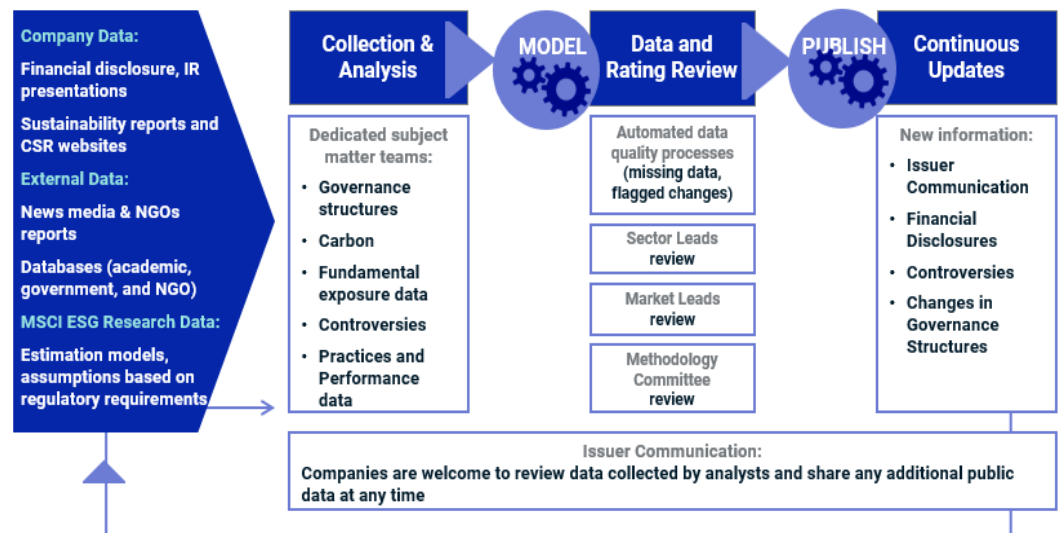 Company Data:
Financial disclosure, IR
presentations
Sustainability reports and
CSR websites
External Data:
News media & NGOs
reports
Databases (academic,
government, and NGO)
MSCI ESG Research Data:
Estimation models,
assumptions based on
regulatory requirements
Collection &
Analysis
Dedicated subject
matter teams:
• Governance
structures
• Carbon
• Fundamental
exposure data
• Controversies
• Practices and
Performance
data
MODEL
Data and
Rating Review
Automated data
quality processes
(missing data,
flagged changes)
Sector Leads
review
Market Leads
review
Methodology
Committee
review
PUBLISH
Continuous
Updates
New information:
• Issuer
Communication
• Financial
Disclosures
• Controversies
• Changes in
Governance
Structures
Issuer Communication:
Companies are welcome to review data collected by analysts and share any additional public
data at any time